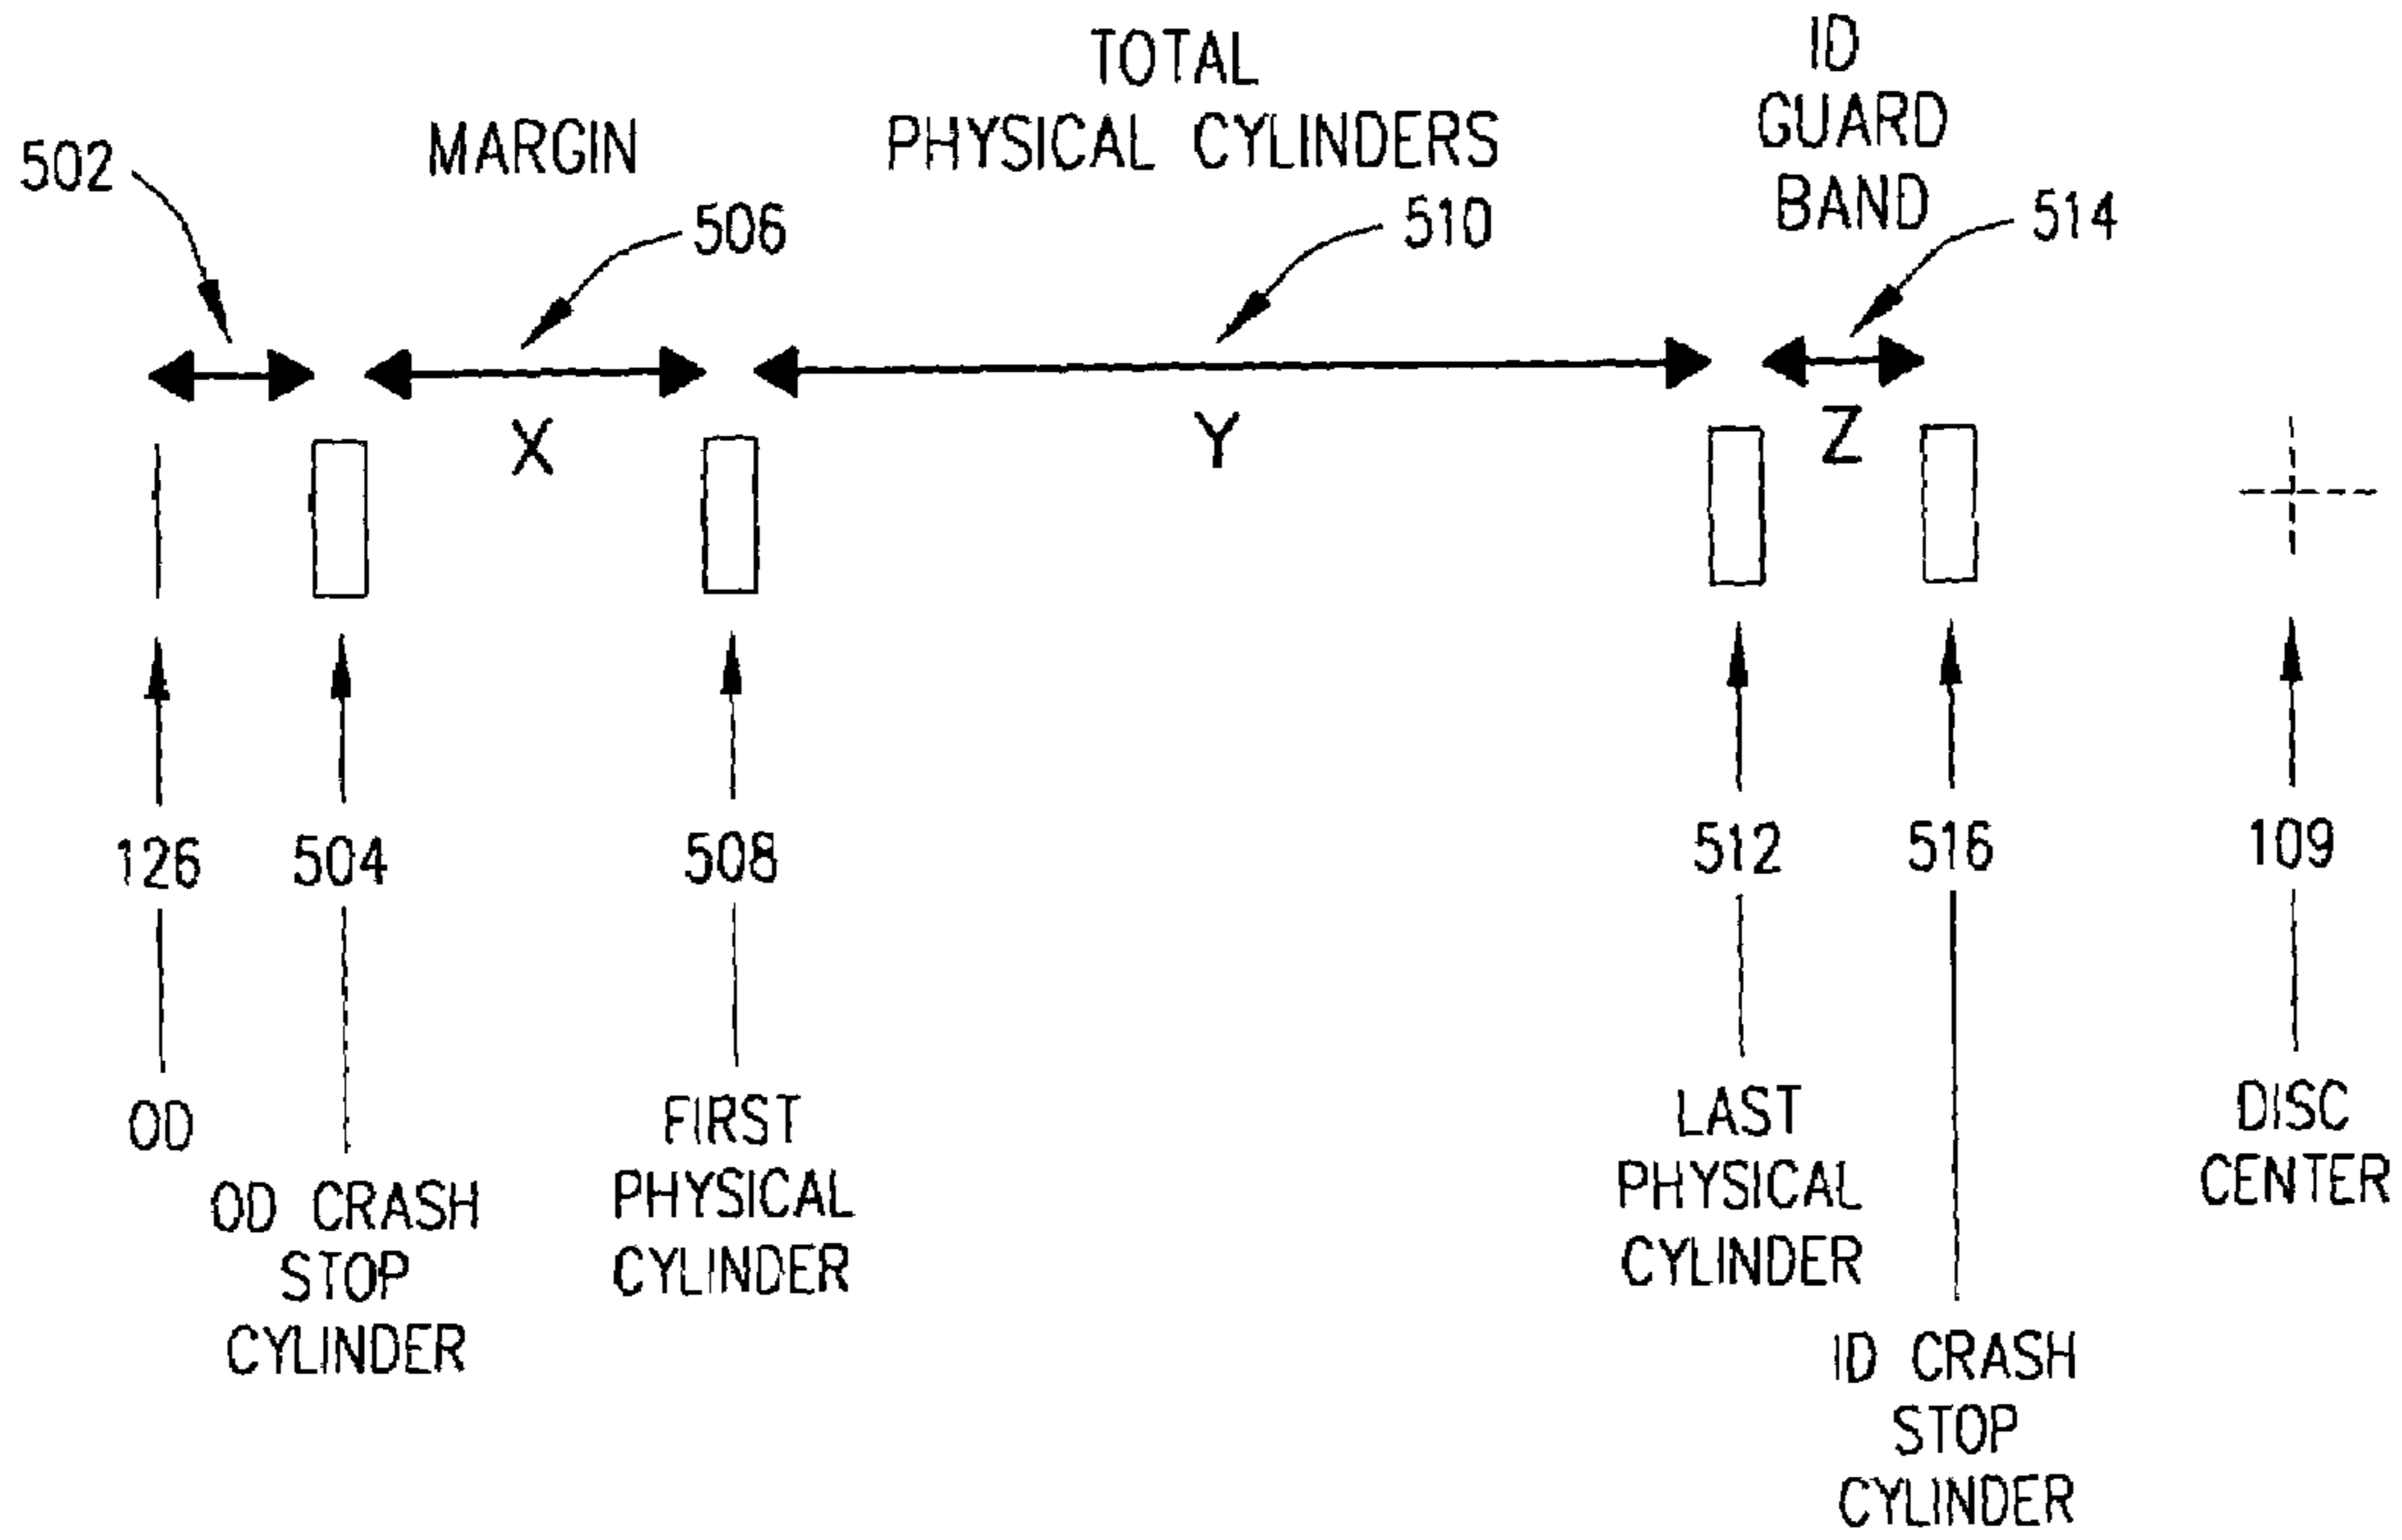 TOTAL
PHYSICAL CYLINDERS
ID
GUARD
BAND
MARGIN
502
506
510
514
X
Y
Z
126
504
508
512
516
109
OD
OD CRASH
STOP
CYLINDER
FIRST
PHYSICAL
CYLINDER
LAST
PHYSICAL
CYLINDER
ID CRASH
STOP
CYLINDER
DISC
CENTER